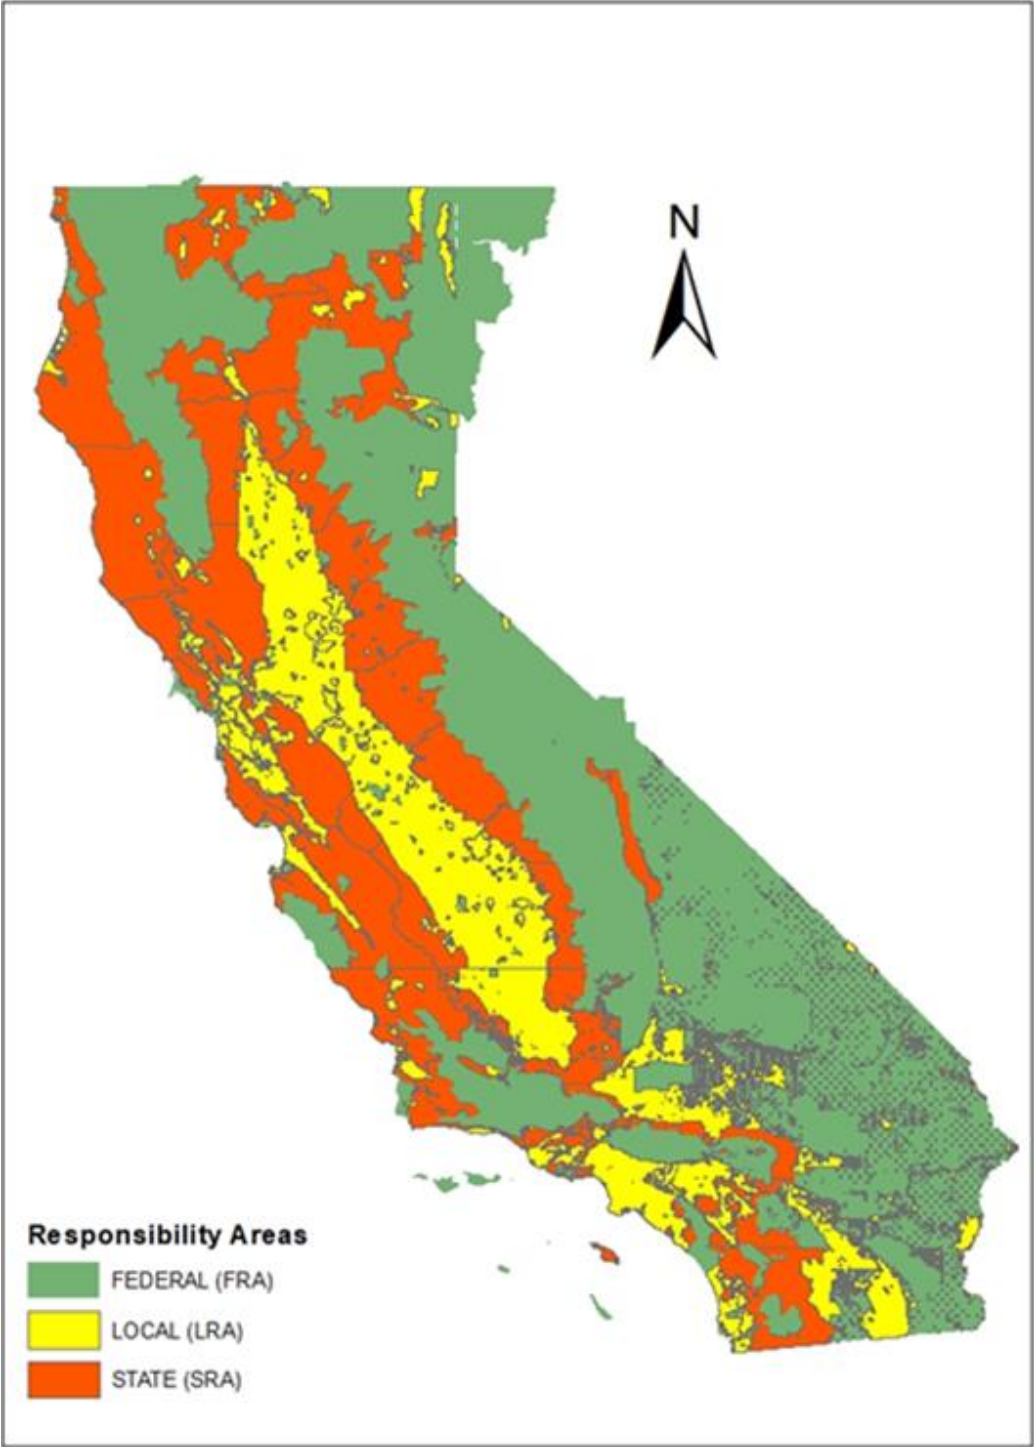 N
Responsibility Areas
FEDERAL (FRA)
LOCAL (LRA)
STATE (SRA)